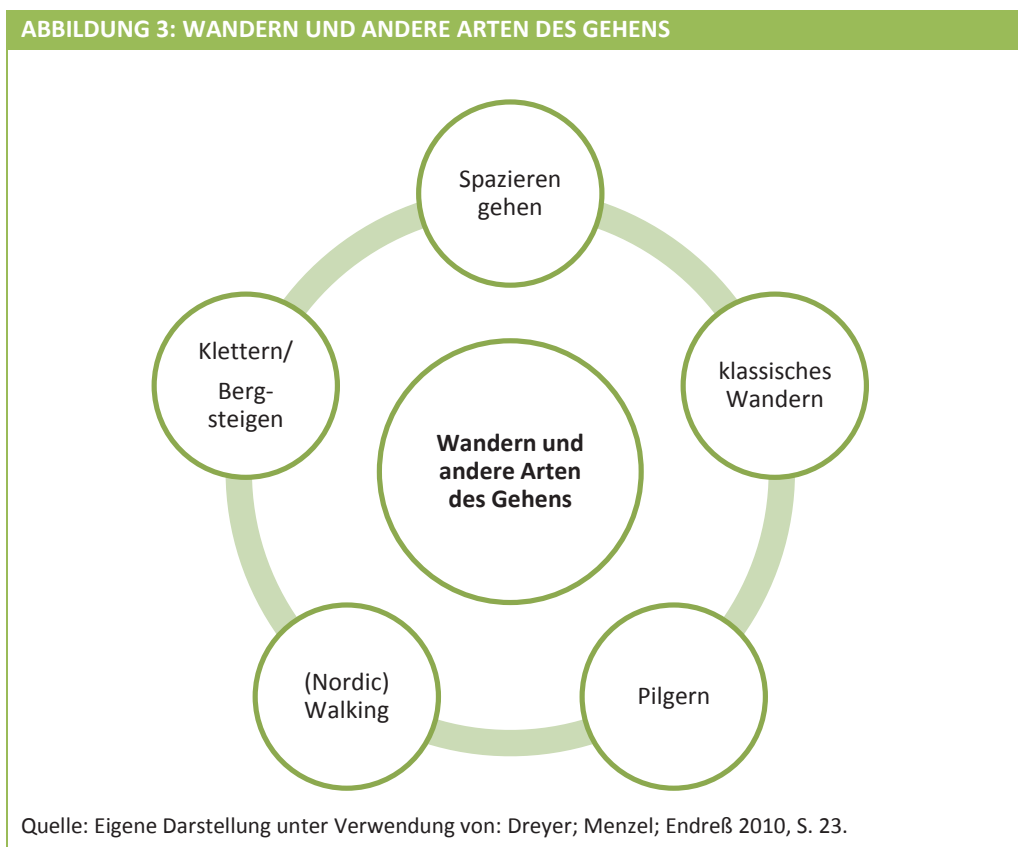 ABBILDUNG 3: WANDERN UND ANDERE ARTEN DES GEHENS
Spazieren
gehen
klassisches
Wandern
Pilgern
(Nordic)
Walking
Klettern/
Berg-
steigen
Wandern und
andere Arten
des Gehens
Quelle: Eigene Darstellung unter Verwendung von: Dreyer; Menzel; Endreß 2010, S. 23.